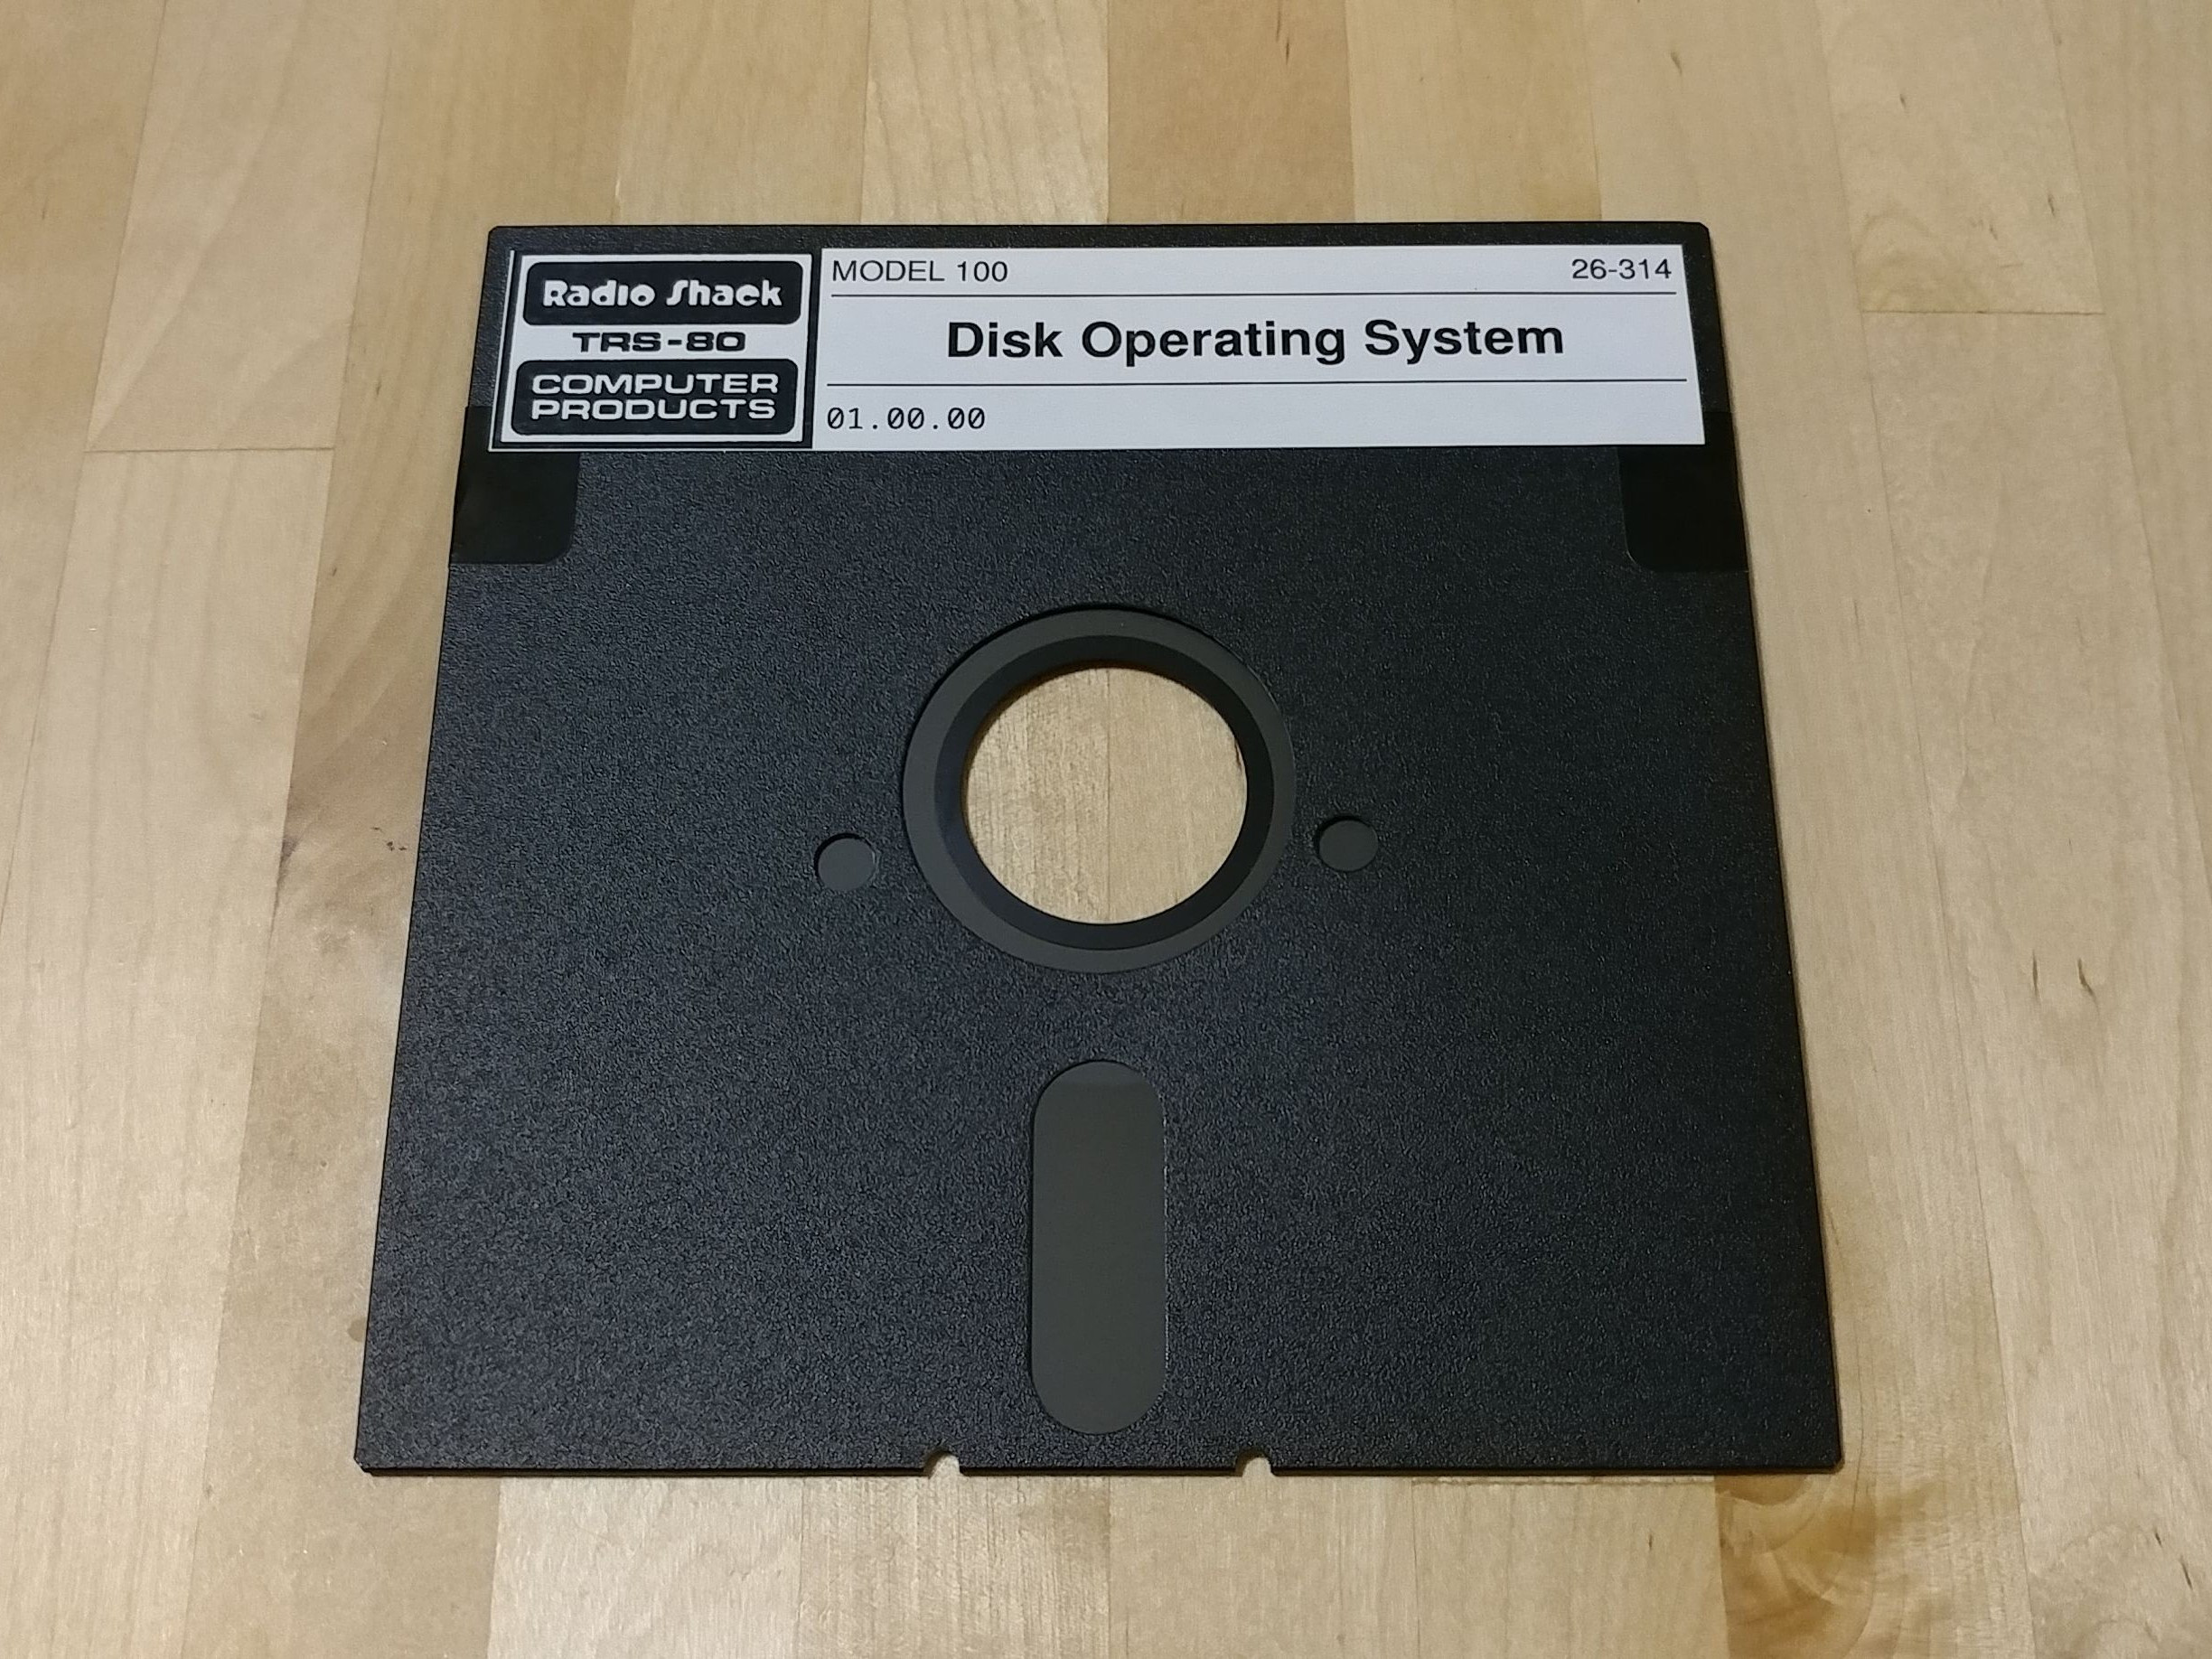 Radio Shack
TRS-80
COMPUTER
PRODUCTS
MODEL 100 26-314
Disk Operating System
01.00.00